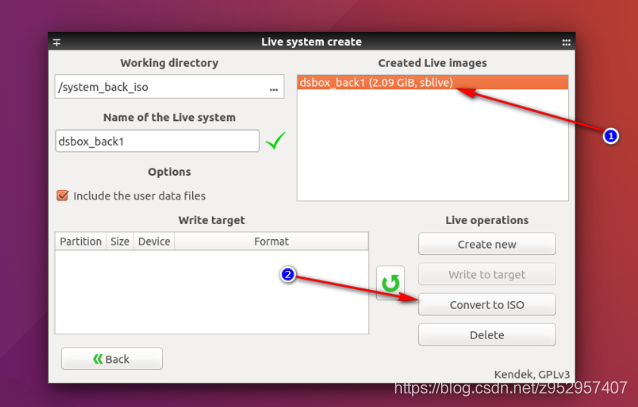 Live system create
Working directory
/system_back_iso
...
Name of the Live system
dsbox_back1
Options
Include the user data files
Created Live images
dsbox_back1 (2.09 GiB, sblive)
1
Write target
Partition Size Device Format
2
Live operations
Create new
Write to target
Convert to ISO
Delete
Back
Kendek, GPLv3
https://blog.csdn.net/z952957407